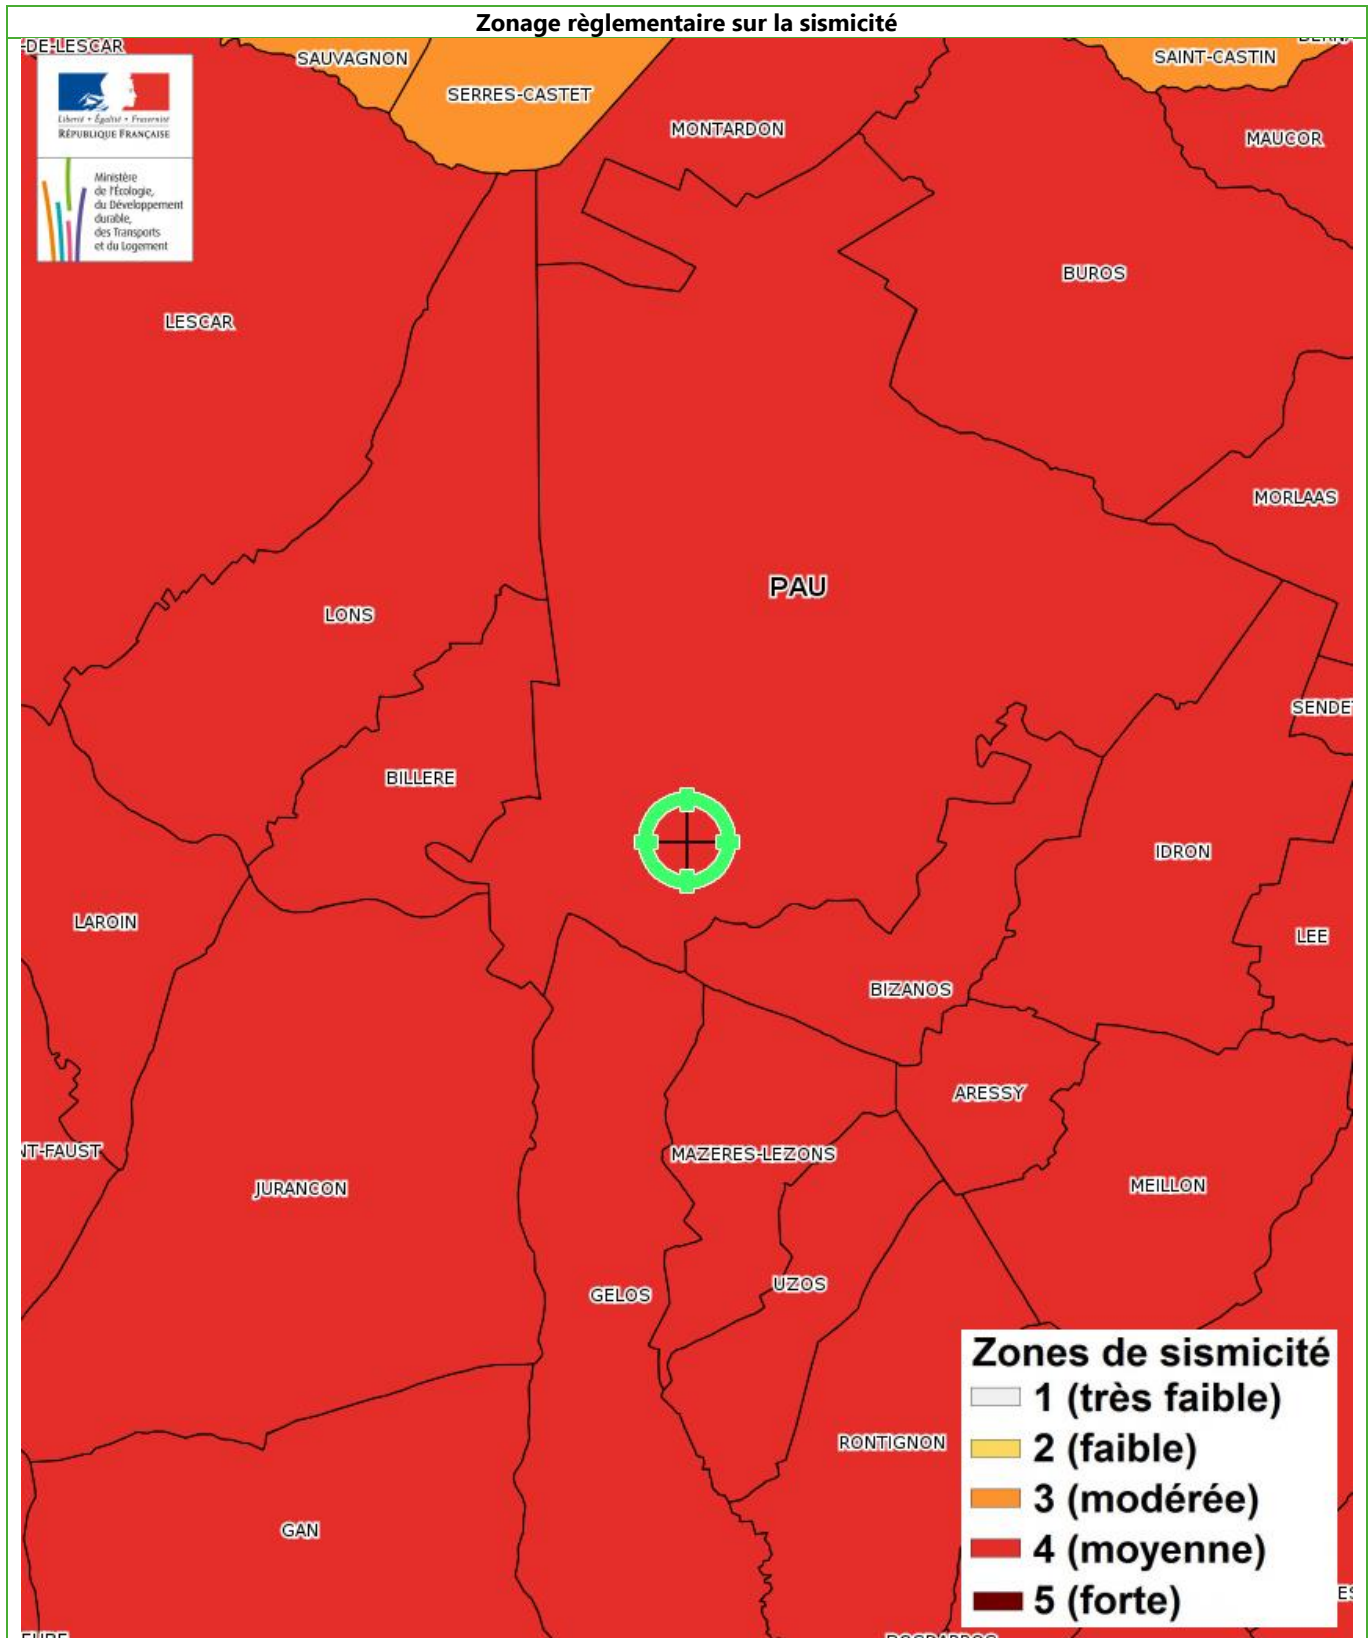 Zonage règlementaire sur la sismicité
-DE-LESCAR
SAUVAGNON
SERRES-CASTET
SAINT-CASTIN
MONTARDON
MAUCOR
Liberté • Égalité • Fraternité
RÉPUBLIQUE FRANÇAISE
Ministère
de l'Écologie,
du Développement
durable,
des Transports
et du Logement
BUROS
LESCAR
MORLAAS
PAU
LONS
SENDE
BILLERE
IDRON
LAROIN
LEE
BIZANOS
ARESSY
NT-FAUST
MAZERES-LEZONS
JURANCON
MEILLON
UZOS
GELOS
RONTIGNON
GAN
Zones de sismicité
1 (très faible)
2 (faible)
3 (modérée)
4 (moyenne)
5 (forte)